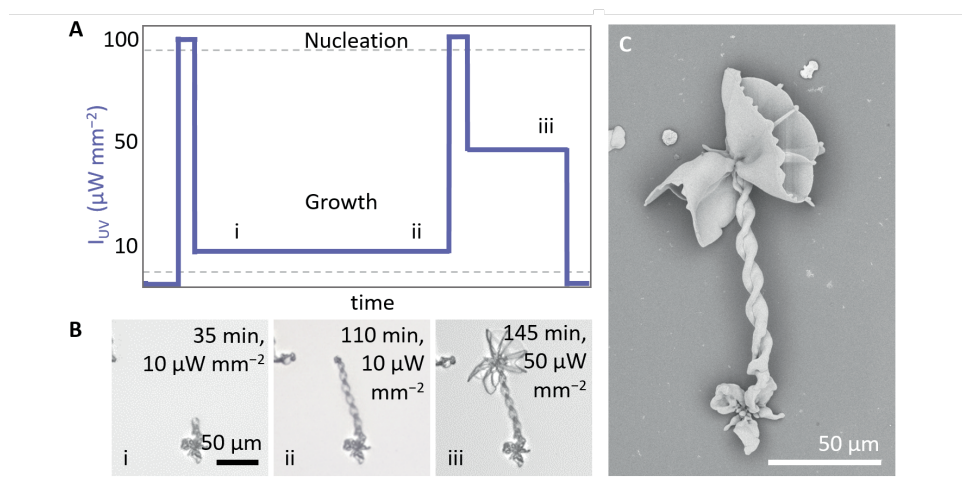 A
100
Nucleation
50
iii
Growth
i
ii
10
I_UV (µW mm⁻²)
time
B
35 min,
10 µW mm⁻²
50 µm
i
110 min,
10 µW
mm⁻²
ii
145 min,
50 µW
mm⁻²
iii
C
50 µm